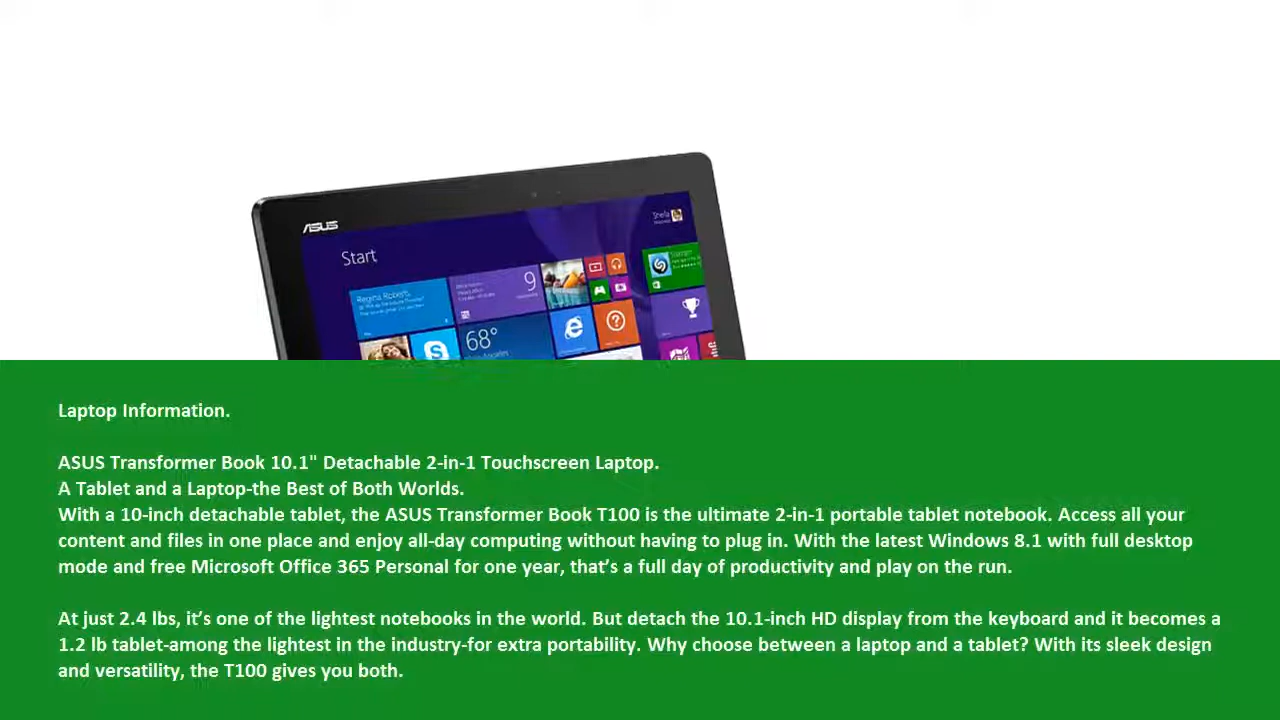 ASUS
Start
Sheila
Regina Roberts
9
68°
Laptop Information.
ASUS Transformer Book 10.1" Detachable 2-in-1 Touchscreen Laptop.
A Tablet and a Laptop-the Best of Both Worlds.
With a 10-inch detachable tablet, the ASUS Transformer Book T100 is the ultimate 2-in-1 portable tablet notebook. Access all your
content and files in one place and enjoy all-day computing without having to plug in. With the latest Windows 8.1 with full desktop
mode and free Microsoft Office 365 Personal for one year, that’s a full day of productivity and play on the run.
At just 2.4 lbs, it’s one of the lightest notebooks in the world. But detach the 10.1-inch HD display from the keyboard and it becomes a
1.2 lb tablet-among the lightest in the industry-for extra portability. Why choose between a laptop and a tablet? With its sleek design
and versatility, the T100 gives you both.